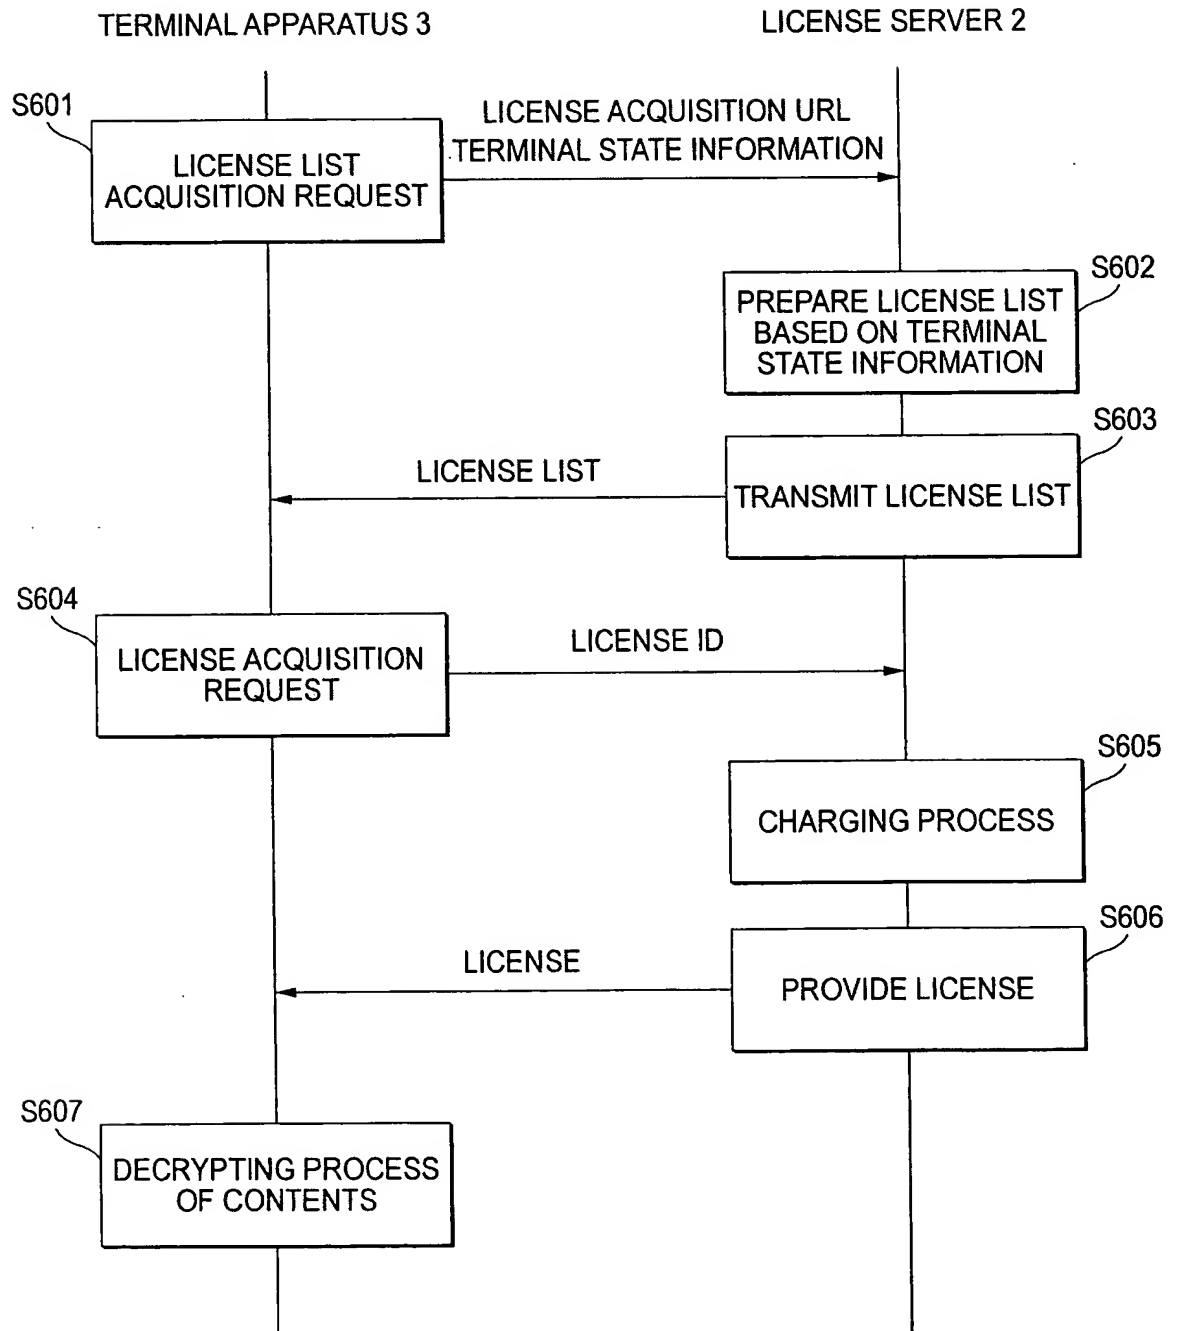 TERMINAL APPARATUS 3
LICENSE SERVER 2
S601
LICENSE LIST
ACQUISITION REQUEST
LICENSE ACQUISITION URL
TERMINAL STATE INFORMATION
S602
PREPARE LICENSE LIST
BASED ON TERMINAL
STATE INFORMATION
S603
TRANSMIT LICENSE LIST
LICENSE LIST
S604
LICENSE ACQUISITION
REQUEST
LICENSE ID
S605
CHARGING PROCESS
S606
PROVIDE LICENSE
LICENSE
S607
DECRYPTING PROCESS
OF CONTENTS